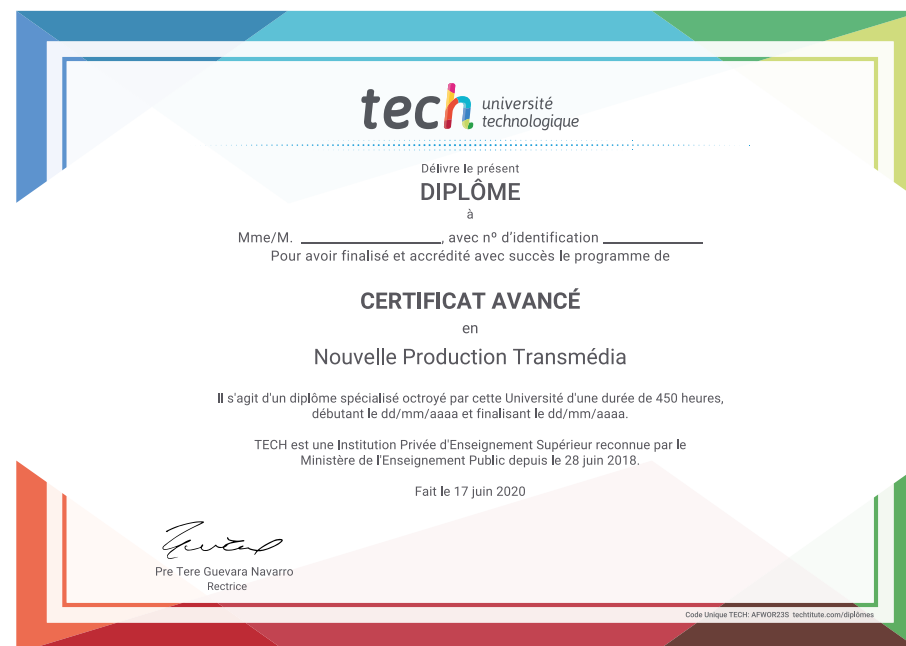 tech université
technologique
Délivre le présent
DIPLÔME
à
Mme/M. ____________________, avec nº d'identification ______________
Pour avoir finalisé et accrédité avec succès le programme de
CERTIFICAT AVANCÉ
en
Nouvelle Production Transmédia
Il s'agit d'un diplôme spécialisé octroyé par cette Université d'une durée de 450 heures,
débutant le dd/mm/aaaa et finalisant le dd/mm/aaaa.
TECH est une Institution Privée d'Enseignement Supérieur reconnue par le
Ministère de l'Enseignement Public depuis le 28 juin 2018.
Fait le 17 juin 2020
Pre Tere Guevara Navarro
Rectrice
Code Unique TECH: AFWOR23S techtitute.com/diplômes